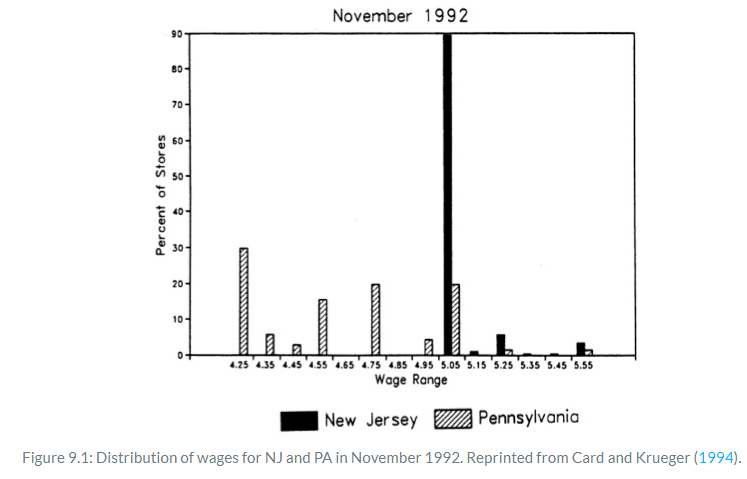 November 1992
90
80
70
60
50
40
30
20
10
0
Percent of Stores
4.25 4.35 4.45 4.55 4.65 4.75 4.85 4.95 5.05 5.15 5.25 5.35 5.45 5.55
Wage Range
New Jersey Pennsylvania
Figure 9.1: Distribution of wages for NJ and PA in November 1992. Reprinted from Card and Krueger (1994).